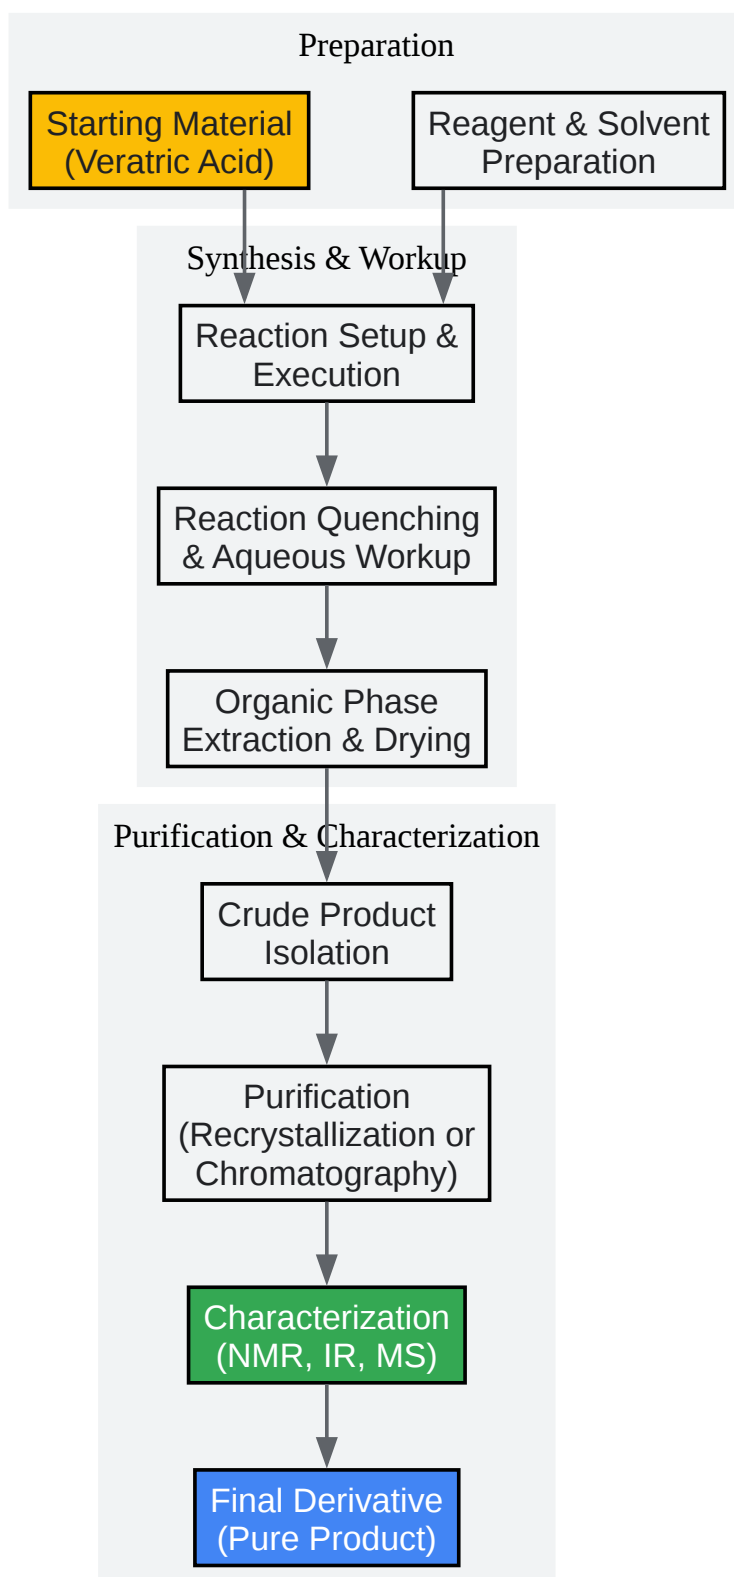 Preparation
Starting Material
(Veratric Acid)
Reagent & Solvent
Preparation
Synthesis & Workup
Reaction Setup &
Execution
Reaction Quenching
& Aqueous Workup
Organic Phase
Extraction & Drying
Purification & Characterization
Crude Product
Isolation
Purification
(Recrystallization or
Chromatography)
Characterization
(NMR, IR, MS)
Final Derivative
(Pure Product)